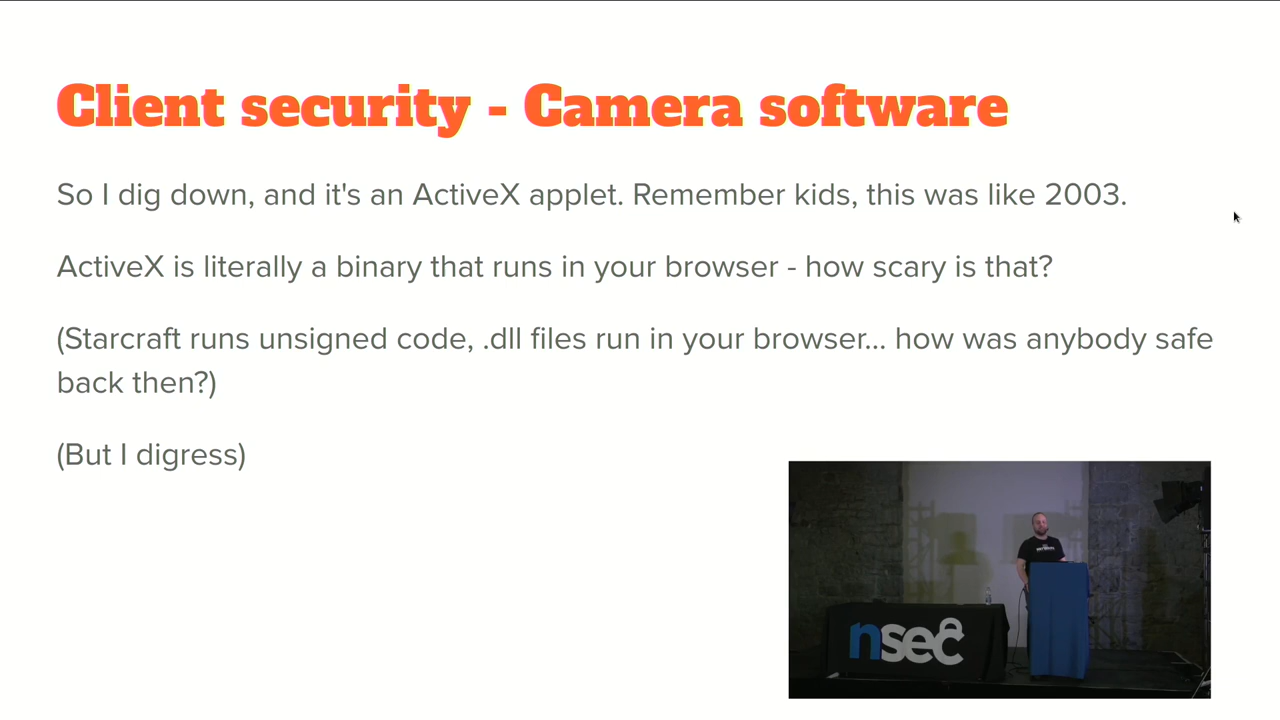 Client security - Camera software
So I dig down, and it's an ActiveX applet. Remember kids, this was like 2003.
ActiveX is literally a binary that runs in your browser - how scary is that?
(Starcraft runs unsigned code, .dll files run in your browser... how was anybody safe
back then?)
(But I digress)
nsec